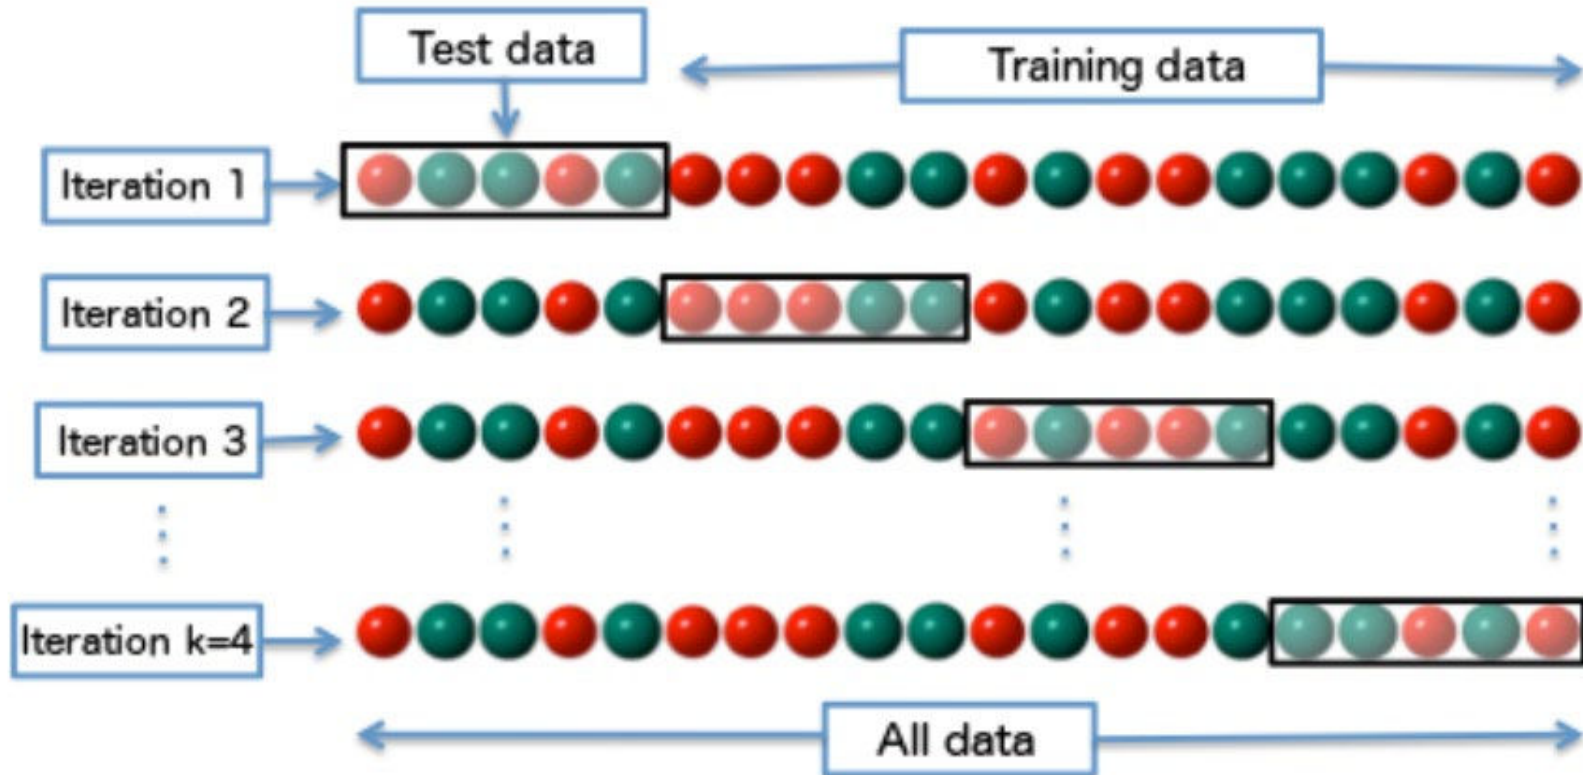 Test data
Training data
Iteration 1
Iteration 2
Iteration 3
Iteration k=4
All data